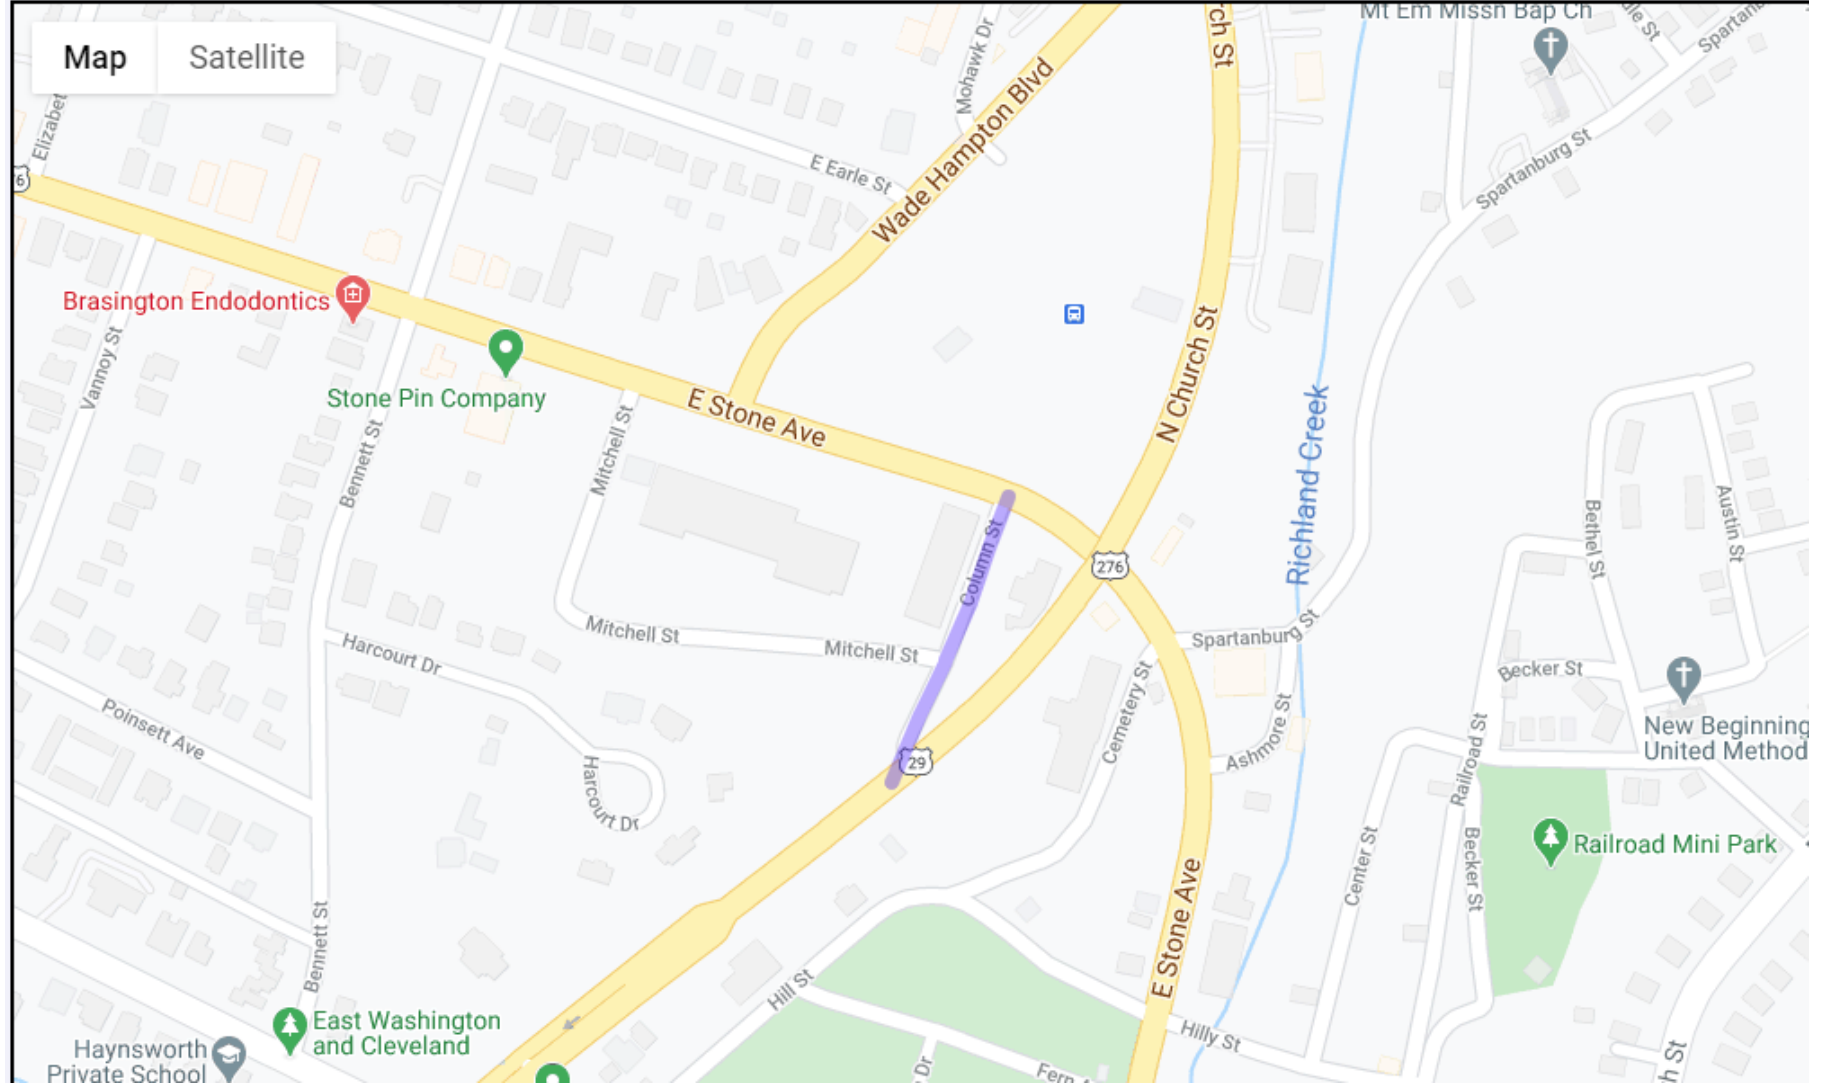 Map
Satellite
Mt Em Missn Bap Ch
Elizabet
Mohawk Dr
Wade Hampton Blvd
rch St
E Earle St
Spartanburg St
Brasington Endodontics
Vannoy St
Stone Pin Company
Bennett St
Mitchell St
E Stone Ave
N Church St
Richland Creek
Column St
276
Bethel St
Austin St
Mitchell St
Mitchell St
Spartanburg St
Harcourt Dr
Cemetery St
Becker St
Poinsett Ave
29
Ashmore St
New Beginning
United Method
Harcourt Dr
Railroad St
Railroad Mini Park
Center St
Becker St
Bennett St
E Stone Ave
Hill St
Hilly St
East Washington
and Cleveland
Haynsworth
Private School
Dr
Fern
h St